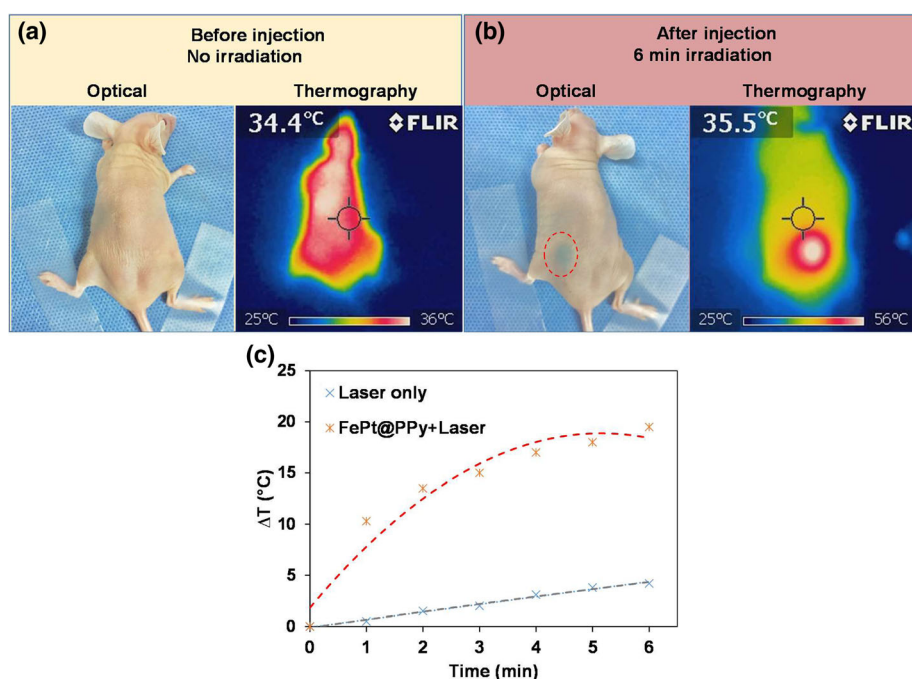 (a)
Before injection
No irradiation
Optical
Thermography
34.4°C
FLIR
25°C
36°C
(b)
After injection
6 min irradiation
Optical
Thermography
35.5°C
FLIR
25°C
56°C
(c)
25
20
15
10
5
0
ΔT (°C)
Laser only
FePt@PPy+Laser
0 1 2 3 4 5 6
Time (min)